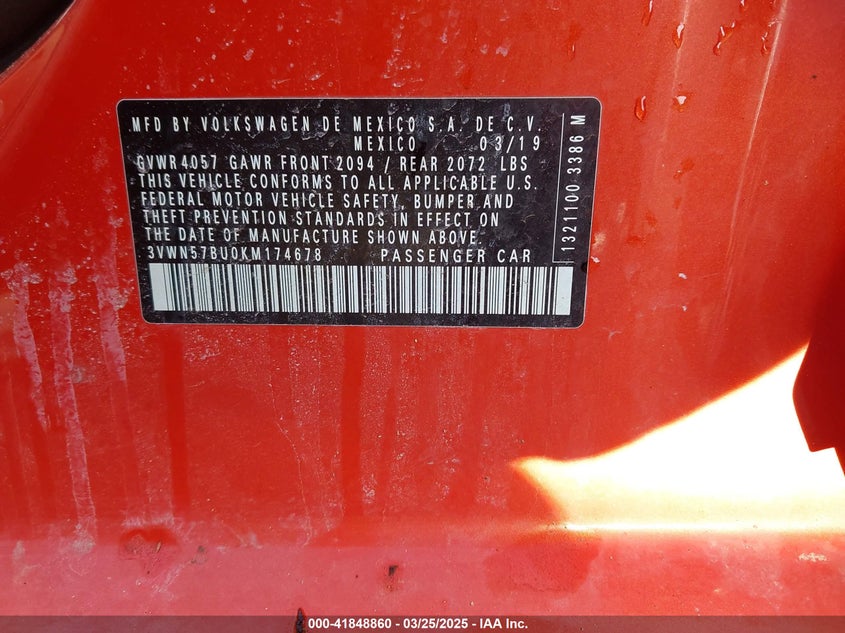 MFD BY VOLKSWAGEN DE MEXICO S.A. DE C.V.
MEXICO 03/19
GVWR 4057 GAWR FRONT 2094 / REAR 2072 LBS
THIS VEHICLE CONFORMS TO ALL APPLICABLE U.S.
FEDERAL MOTOR VEHICLE SAFETY, BUMPER AND
THEFT PREVENTION STANDARDS IN EFFECT ON
THE DATE OF MANUFACTURE SHOWN ABOVE.
3VWN57BU0KM174678 PASSENGER CAR
1321100 3386 M
000-41848860 - 03/25/2025 - IAA Inc.